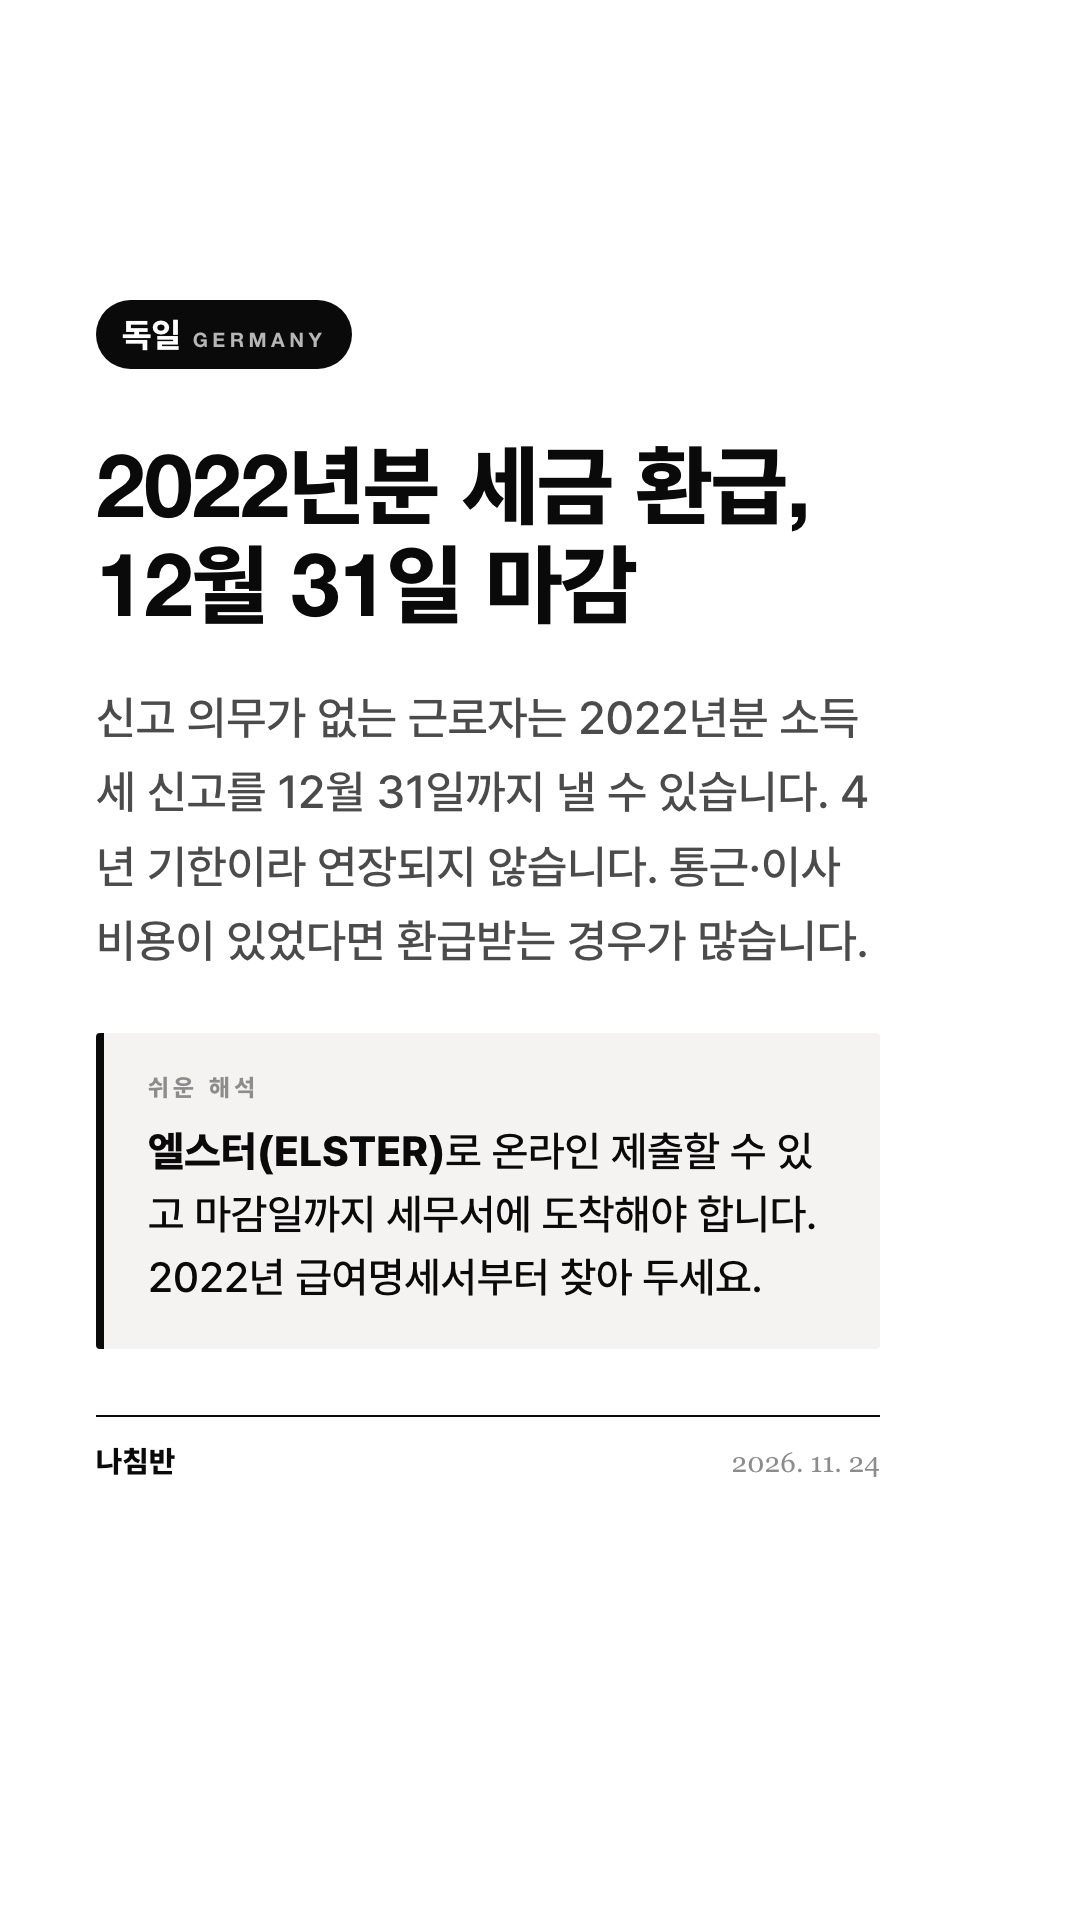 독일 GERMANY
2022년분 세금 환급,
12월 31일 마감
신고 의무가 없는 근로자는 2022년분 소득
세 신고를 12월 31일까지 낼 수 있습니다. 4
년 기한이라 연장되지 않습니다. 통근·이사
비용이 있었다면 환급받는 경우가 많습니다.
쉬운 해석
엘스터(ELSTER)로 온라인 제출할 수 있
고 마감일까지 세무서에 도착해야 합니다.
2022년 급여명세서부터 찾아 두세요.
나침반
2026. 11. 24